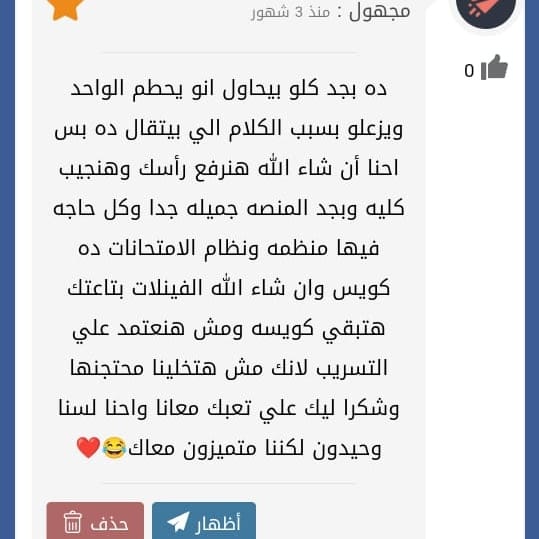 مجهول : منذ 3 شهور
0
ده بجد كلو بيحاول انو يحطم الواحد
ويزعلو بسبب الكلام الي بيتقال ده بس
احنا أن شاء الله هنرفع رأسك وهنجيب
كليه وبجد المنصه جميله جدا وكل حاجه
فيها منظمه ونظام الامتحانات ده
كويس وان شاء الله الفينلات بتاعتك
هتبقي كويسه ومش هنعتمد علي
التسريب لانك مش هتخلينا محتجنها
وشكرا ليك علي تعبك معانا واحنا لسنا
وحيدون لكننا متميزون معاك😂❤️
أظهار
حذف